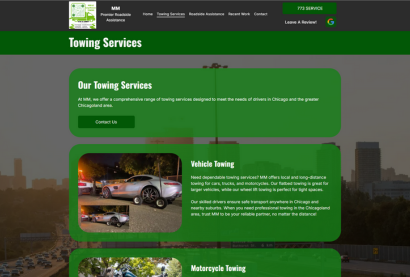 MM
Premier Roadside
Assistance
Home Towing Services Roadside Assistance Recent Work Contact
773 SERVICE
Leave A Review!
Towing Services
Our Towing Services
At MM, we offer a comprehensive range of towing services designed to meet the needs of drivers in Chicago and the greater
Chicagoland area.
Contact Us
Vehicle Towing
Need dependable towing services? MM offers local and long-distance
towing for cars, trucks, and motorcycles. Our flatbed towing is great for
larger vehicles, while our wheel lift towing is perfect for tight spaces.
Our skilled drivers ensure safe transport anywhere in Chicago and
nearby suburbs. When you need professional towing in the Chicagoland
area, trust MM to be your reliable partner, no matter the distance!
Motorcycle Towing